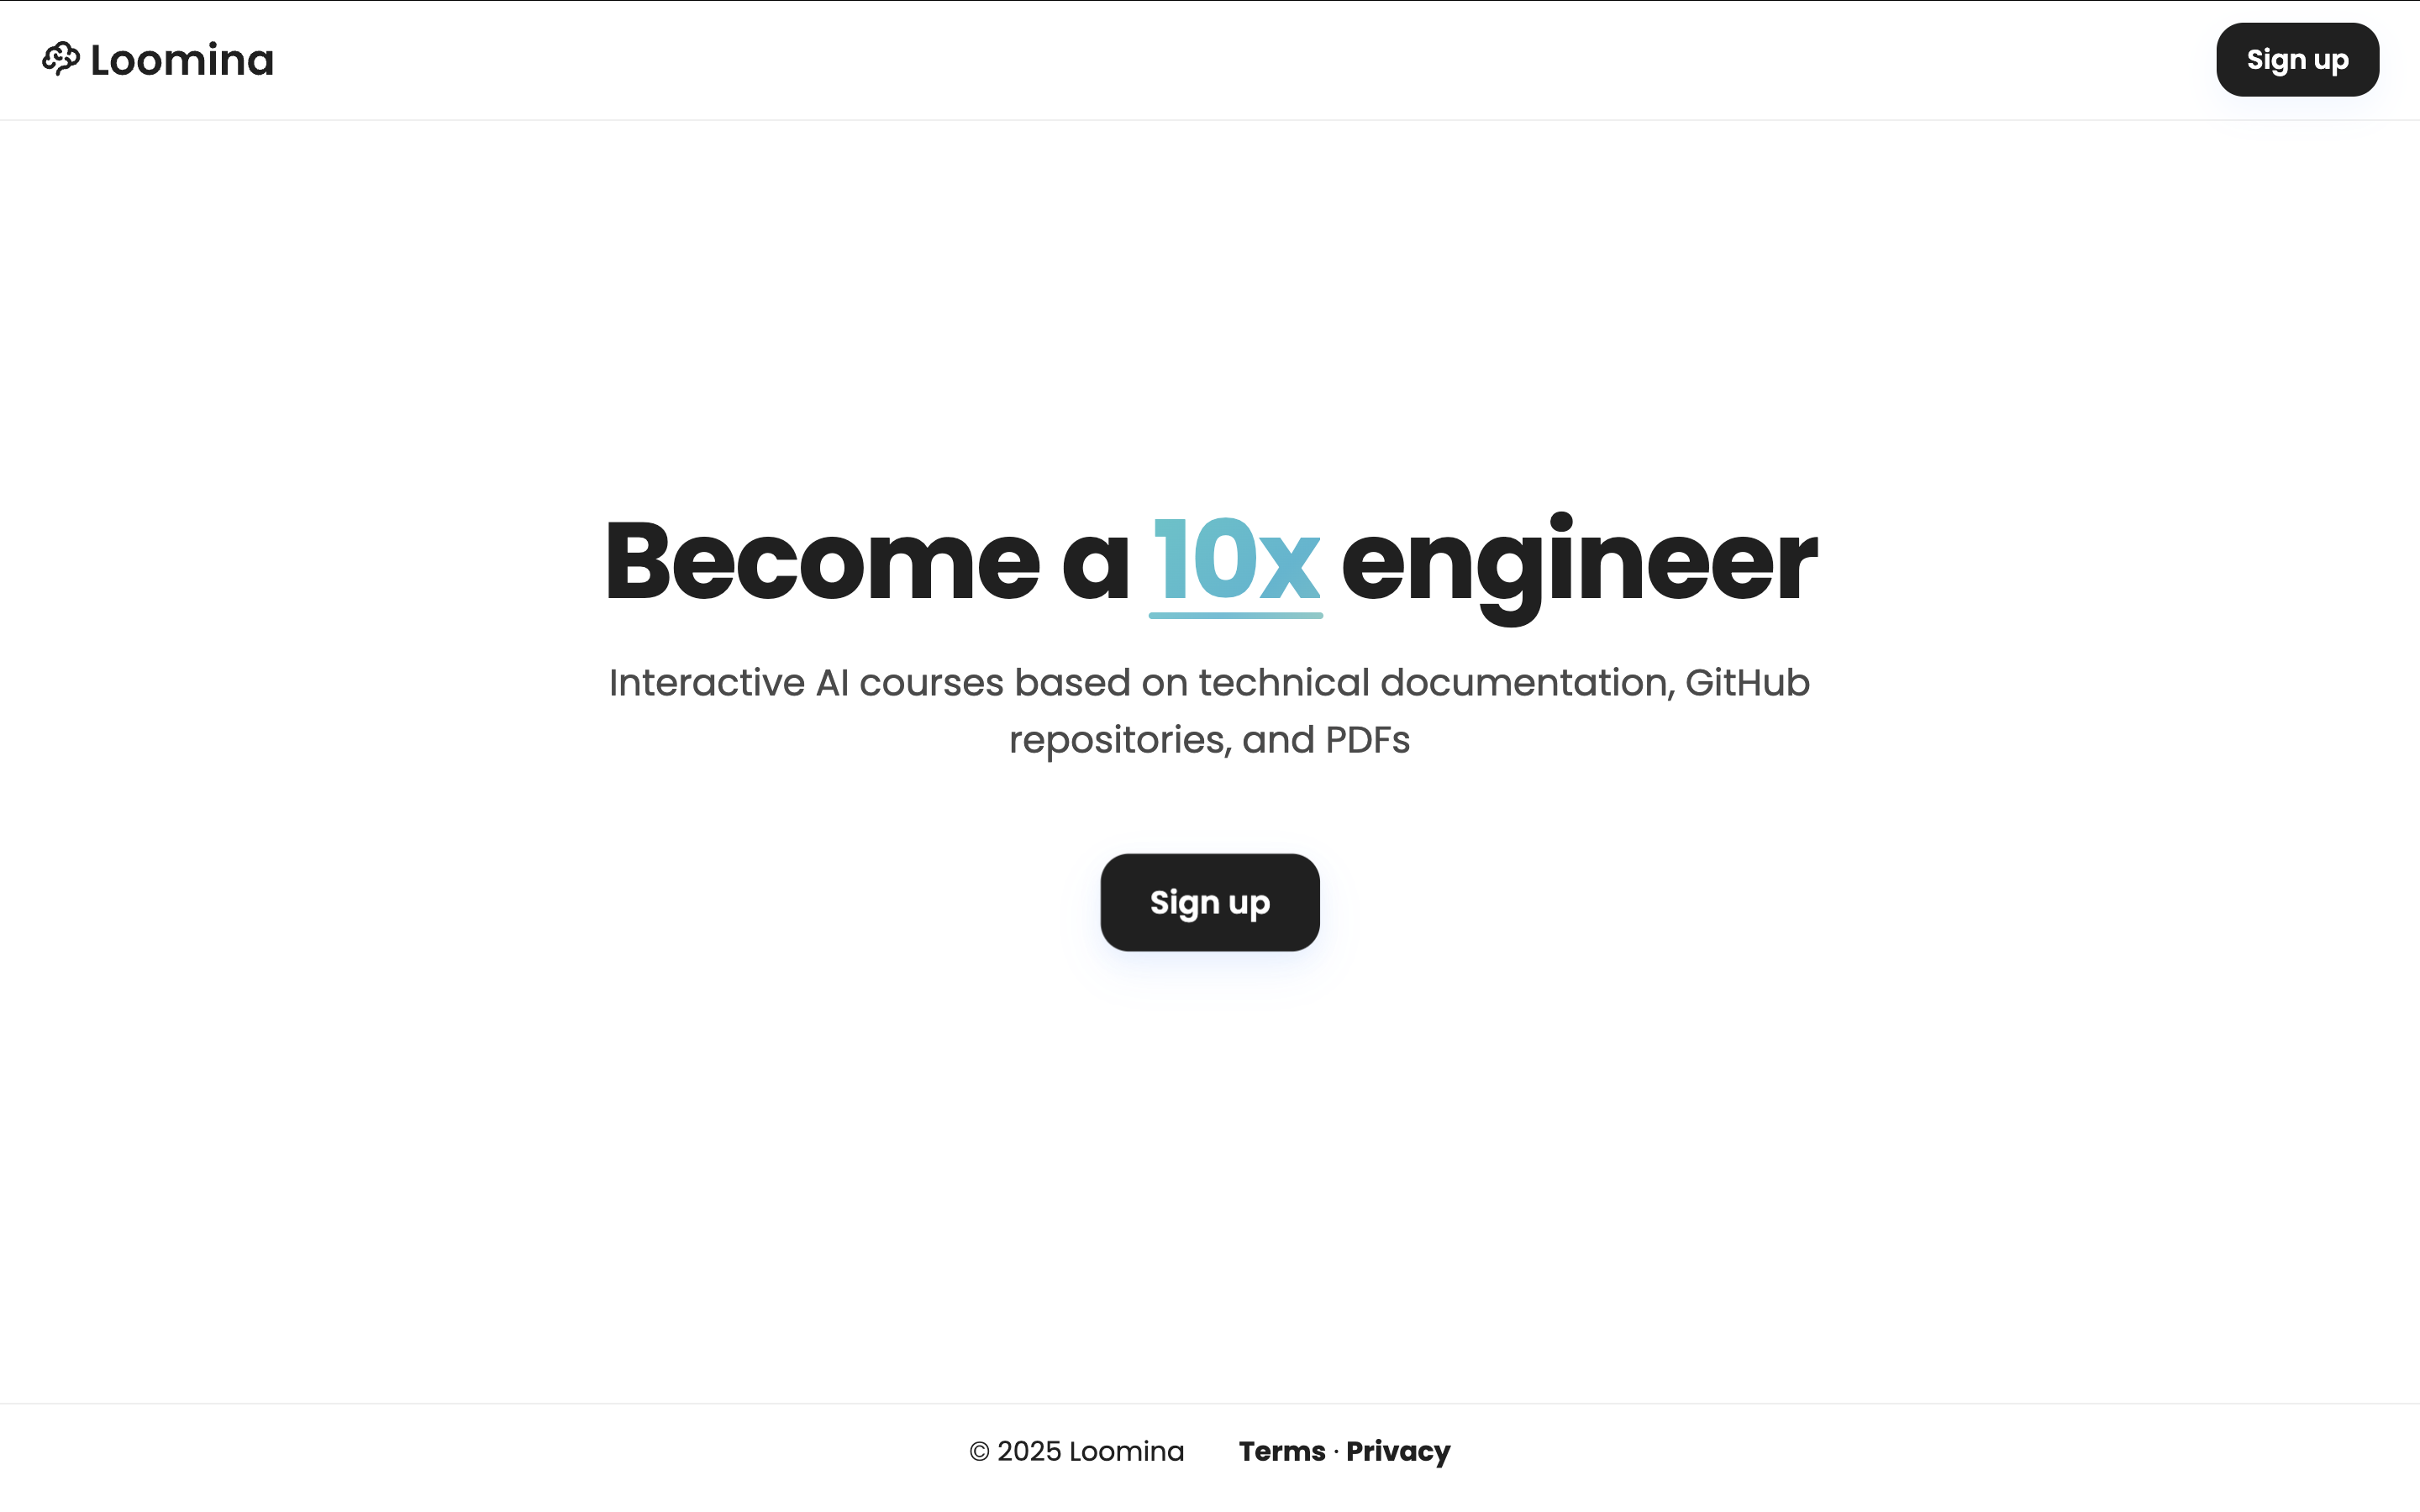 Loomina
Sign up
Become a 10x engineer
Interactive AI courses based on technical documentation, GitHub
repositories, and PDFs
Sign up
© 2025 Loomina Terms · Privacy